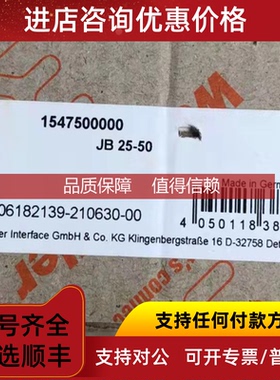 进店咨询享优惠
1547500000
JB 25-50
品质保障 值得信赖
Made in Germ
06182139-210630-00
4 050118 38
er Interface GmbH & Co. KG Klingenbergstraße 16 D-32758 Det
号齐全
支持任何付款方
选顺丰
支持对公 可开专票/普票